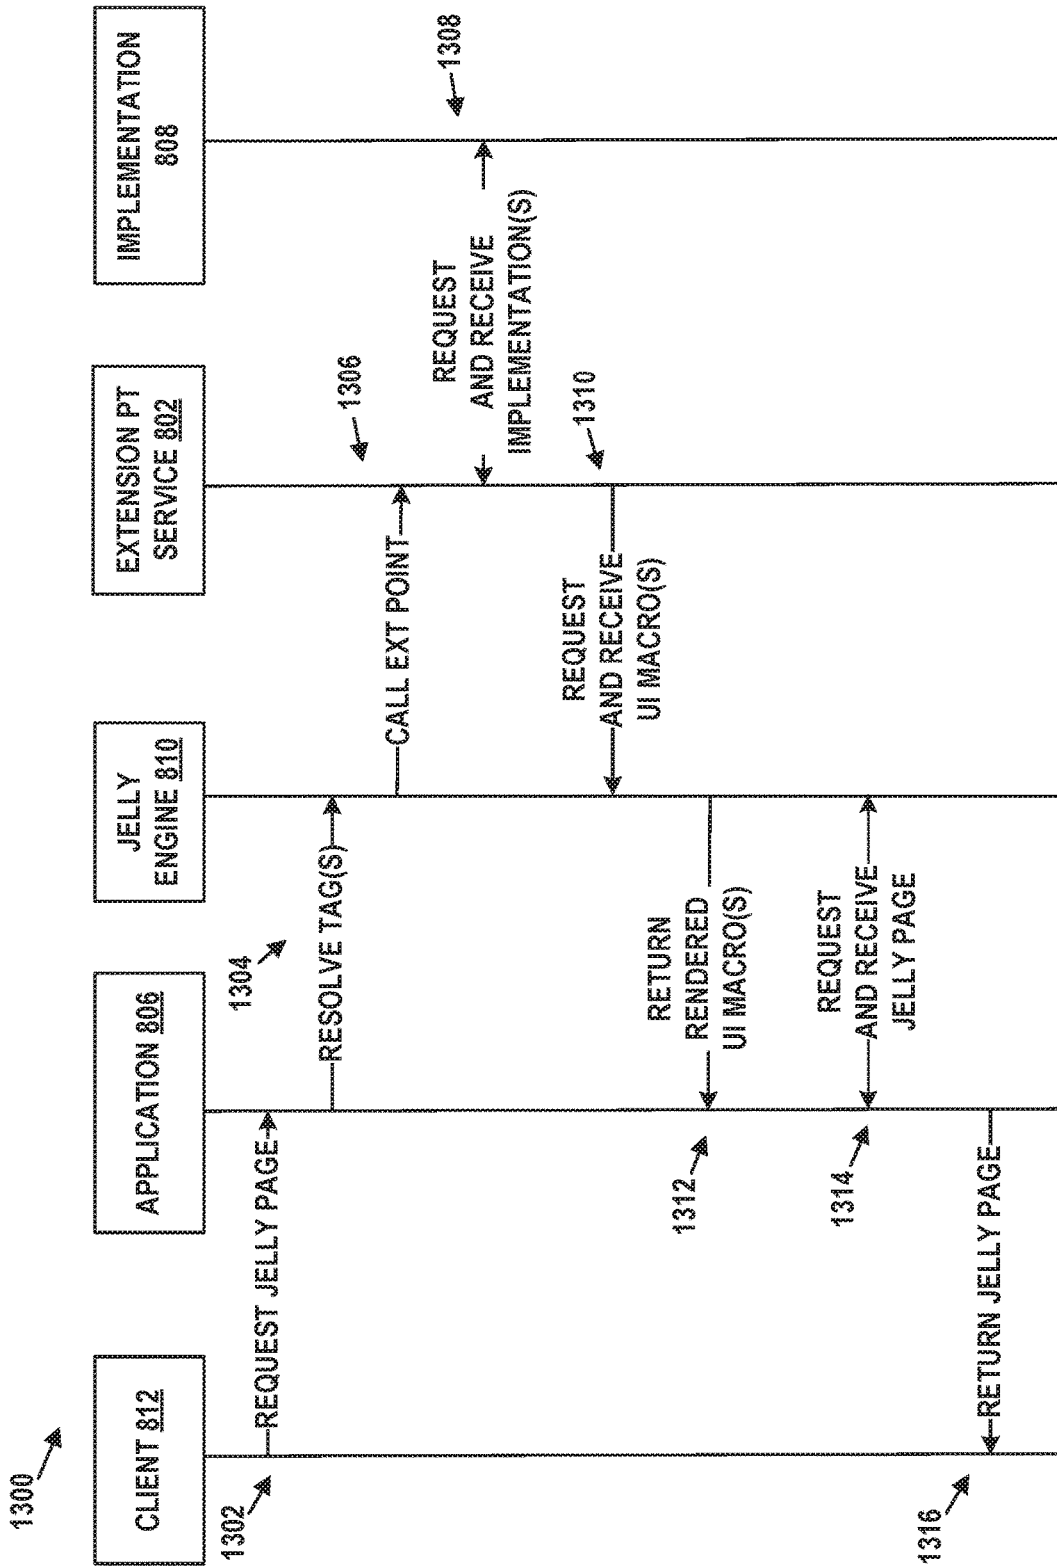 1300
CLIENT 812
APPLICATION 806
JELLY
ENGINE 810
EXTENSION PT
SERVICE 802
IMPLEMENTATION
808
1302
REQUEST JELLY PAGE
1304
RESOLVE TAG(S)
1306
CALL EXT POINT
1308
REQUEST
AND RECEIVE
IMPLEMENTATION(S)
1310
REQUEST
AND RECEIVE
UI MACRO(S)
1312
RETURN
RENDERED
UI MACRO(S)
1314
REQUEST
AND RECEIVE
JELLY PAGE
1316
RETURN JELLY PAGE